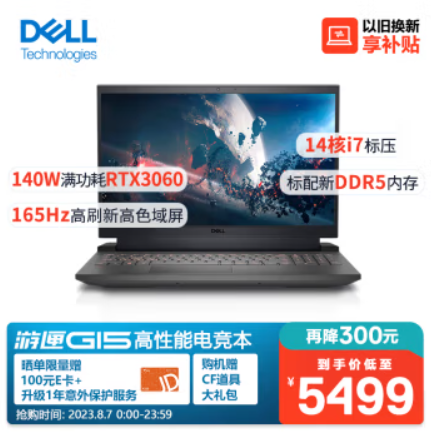 DELL
Technologies
以旧换新
享补贴
14核i7标压
140W满功耗RTX3060
标配新DDR5内存
165Hz高刷新高色域屏
DELL
游匣G15高性能电竞本
再降300元
晒单限量赠
100元E卡+
升级1年意外保护服务
购机赠
CF道具
大礼包
到手价低至
¥5499
抢购时间：2023.8.7 0:00-23:59